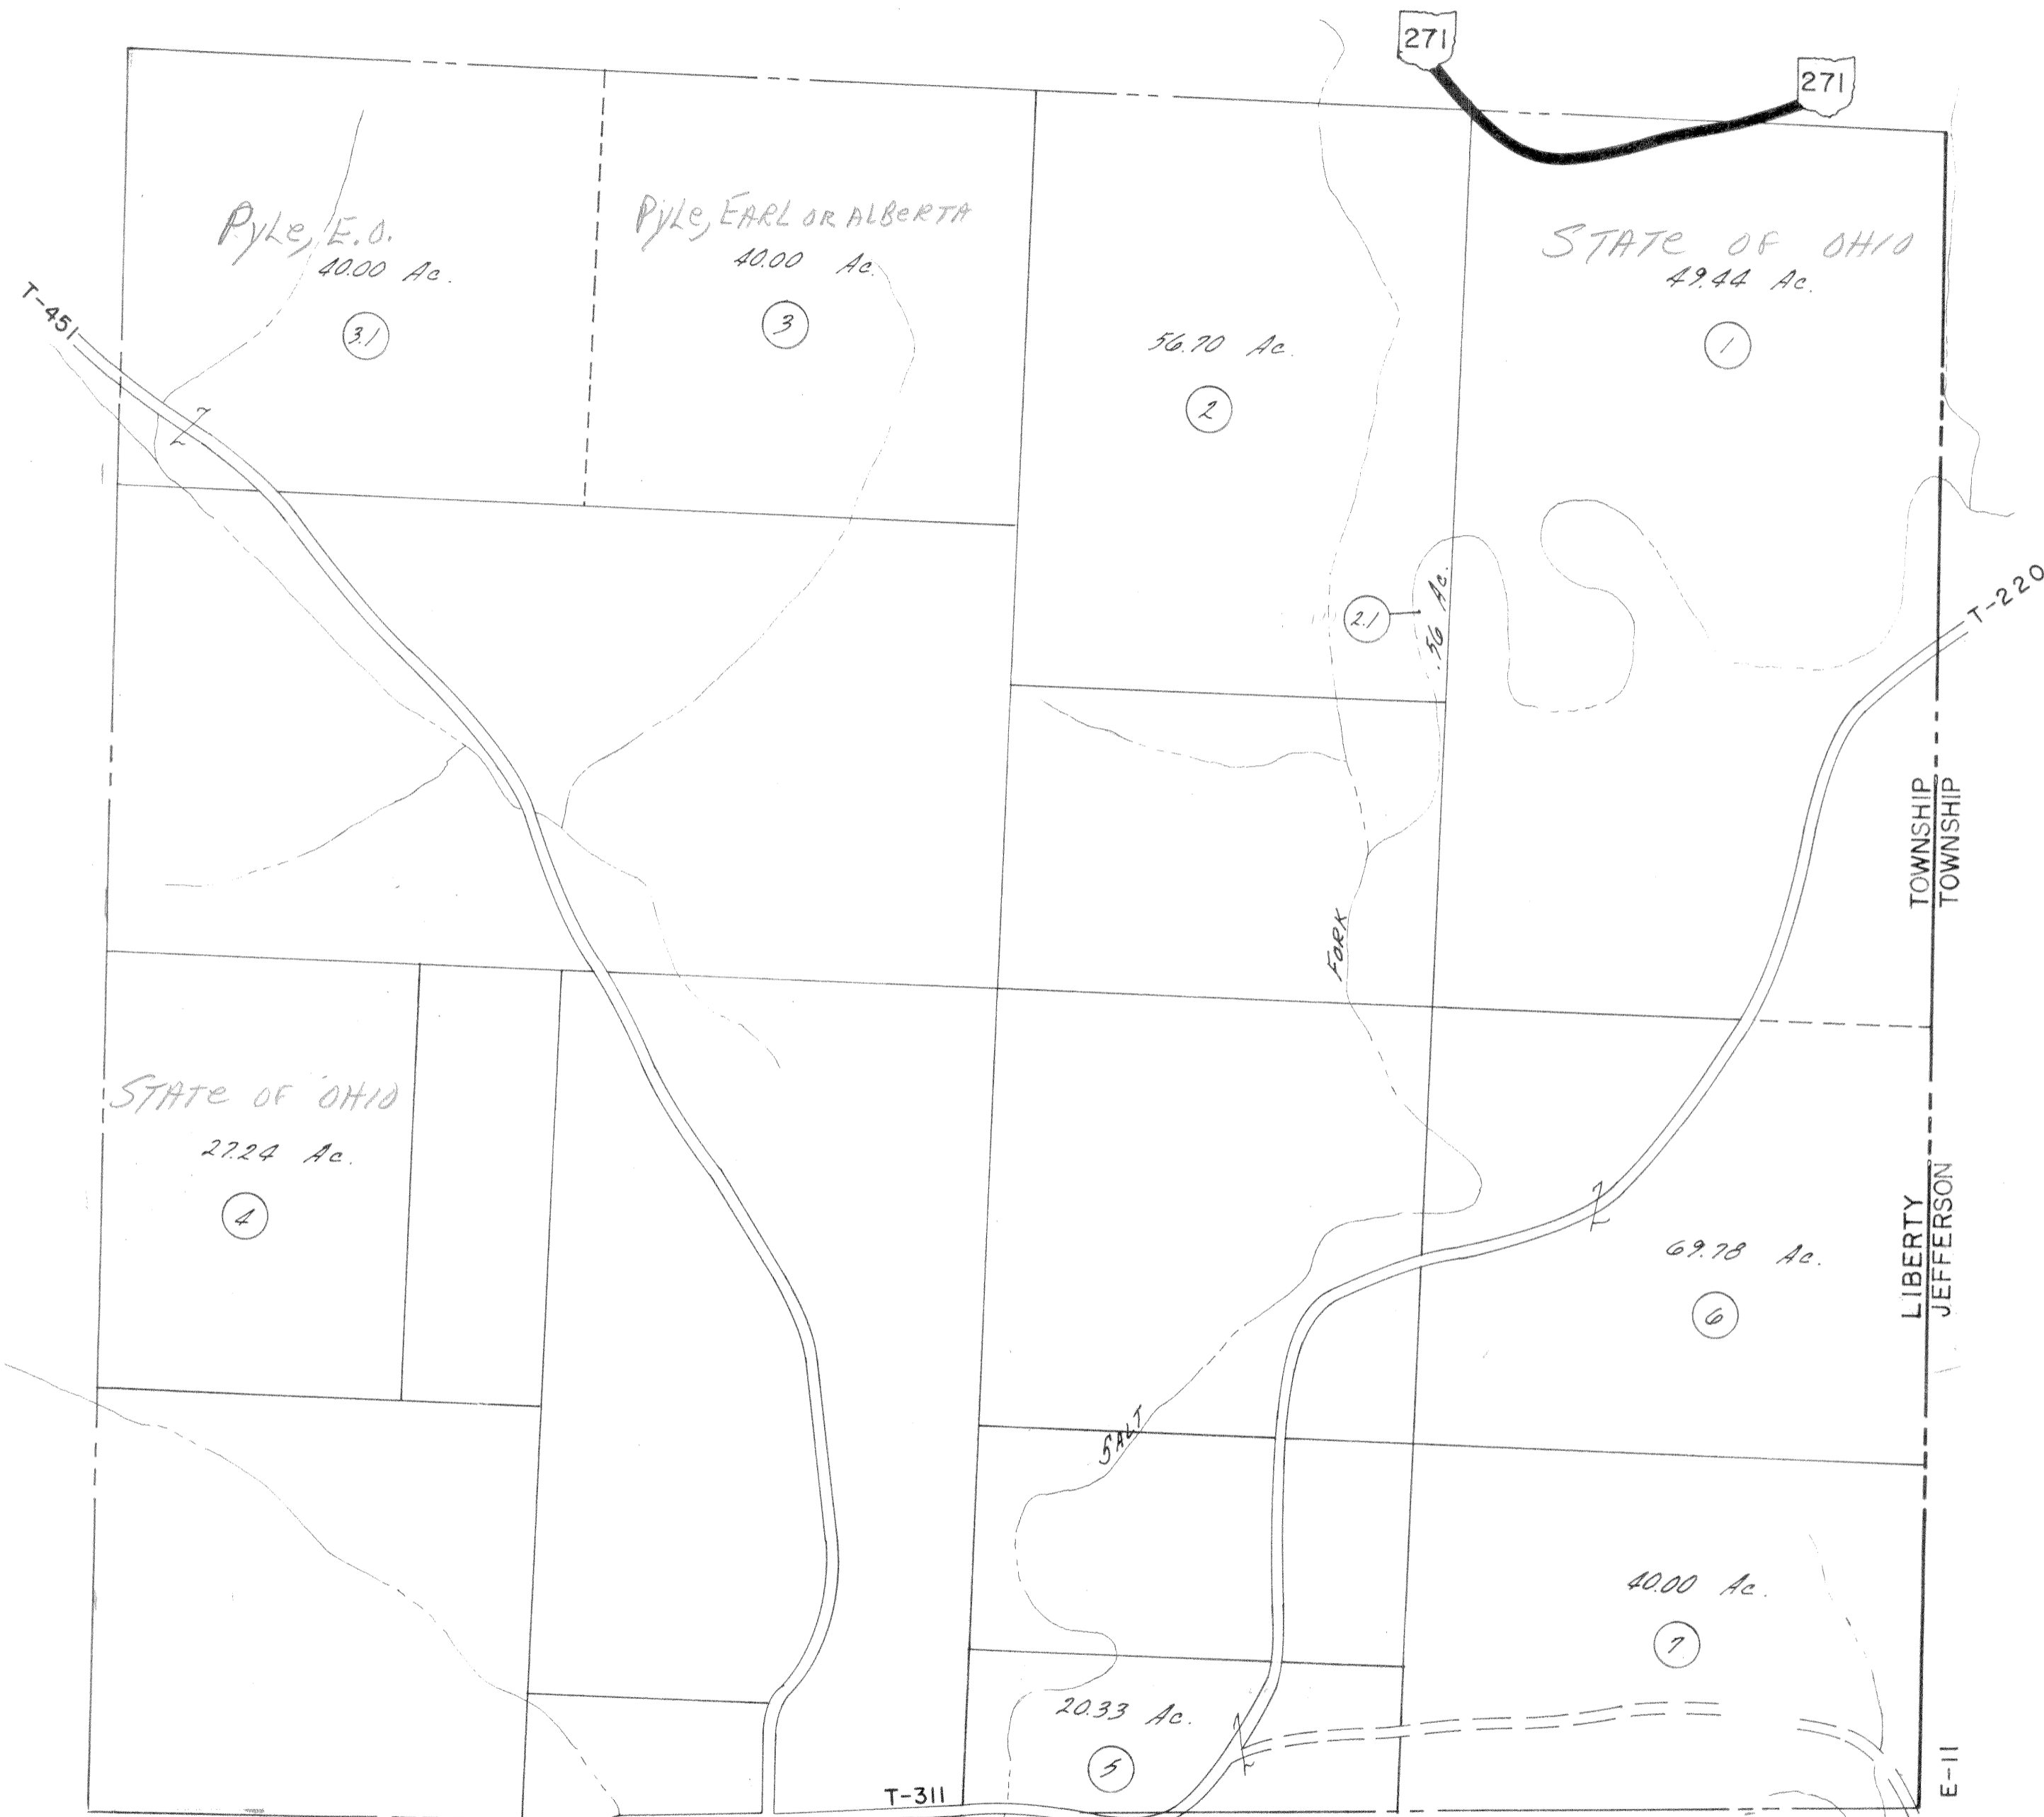 271
271
Pyle, E.O.
40.00 Ac.
3.1
Pyle, EARL OR ALBERTA
40.00 Ac.
3
56.70 Ac.
2
STATE OF OHIO
49.44 Ac.
1
T-451
2.1
.56 Ac.
T-220
TOWNSHIP
TOWNSHIP
FORK
STATE OF OHIO
27.24 Ac.
4
LIBERTY
JEFFERSON
69.78 Ac.
6
SALT
40.00 Ac.
7
20.33 Ac.
5
T-311
E-11